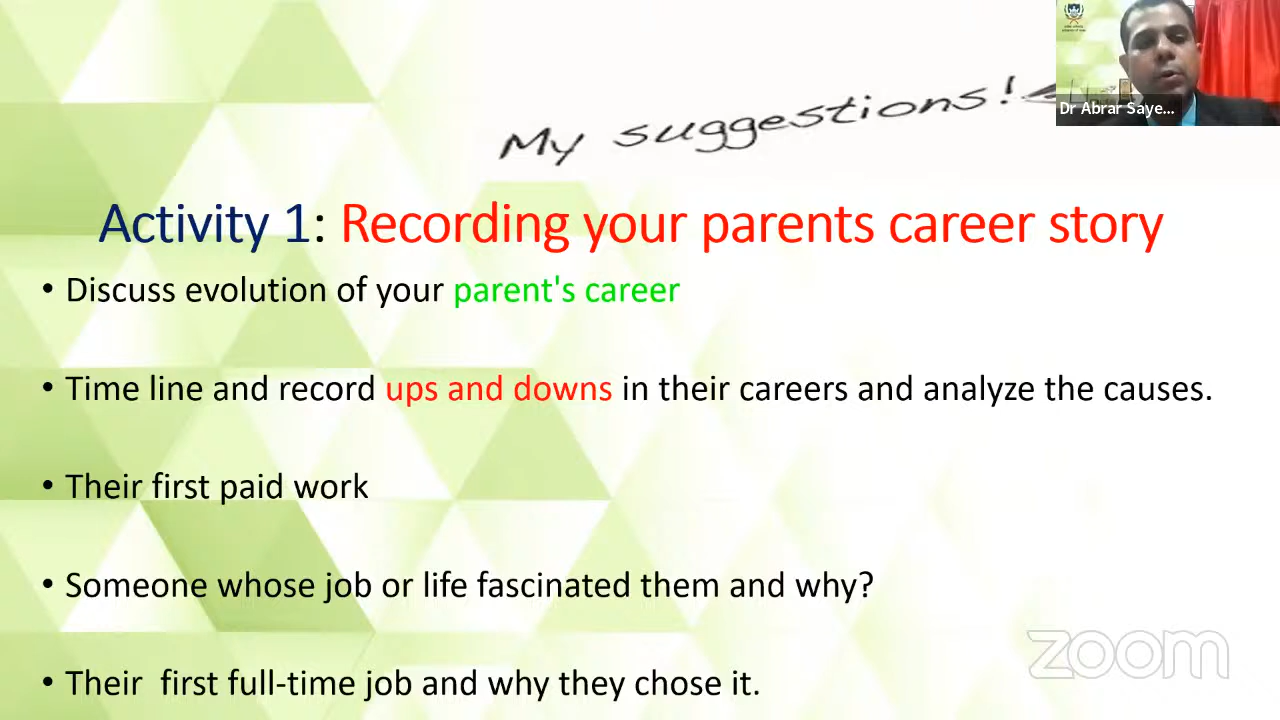 My suggestions!
Dr Abrar Saye...
Activity 1: Recording your parents career story
• Discuss evolution of your parent's career
• Time line and record ups and downs in their careers and analyze the causes.
• Their first paid work
• Someone whose job or life fascinated them and why?
• Their  first full-time job and why they chose it.
zoom